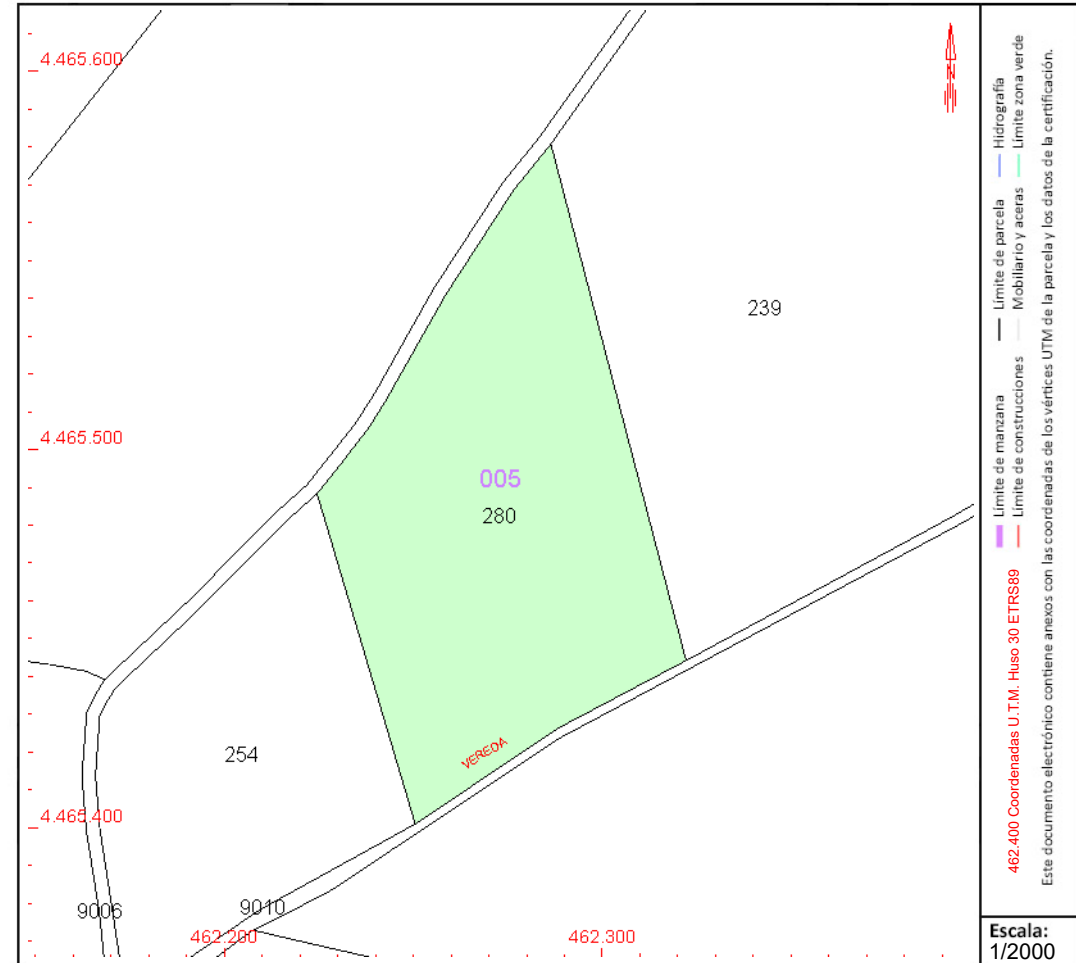 4.465.600
N
239
4.465.500
005
280
VEREDA
254
4.465.400
9006
9010
462.200
462.300
462.400 Coordenadas U.T.M. Huso 30 ETRS89
Límite de manzana
Límite de parcela
Hidrografía
Límite de construcciones
Mobiliario y aceras
Límite zona verde
Este documento electrónico contiene anexos con las coordenadas de los vértices UTM de la parcela y los datos de la certificación.
Escala:
1/2000